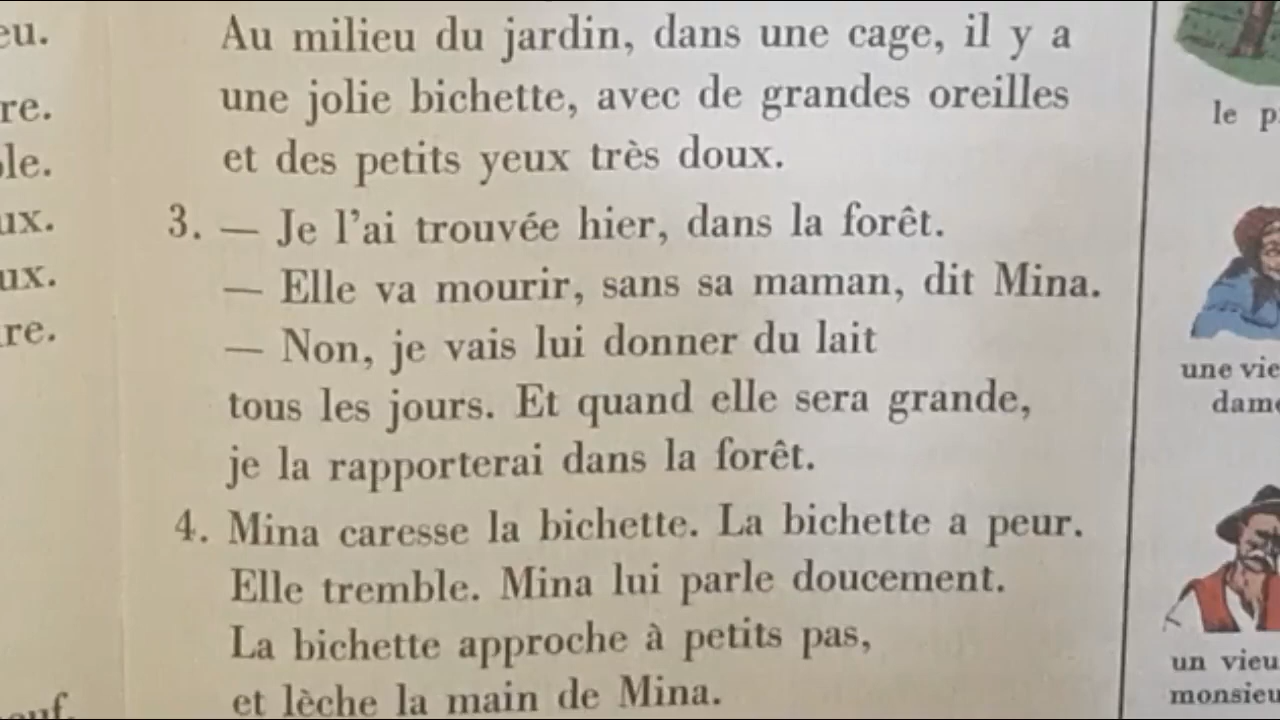 Au milieu du jardin, dans une cage, il y a
une jolie bichette, avec de grandes oreilles
et des petits yeux très doux.
3. — Je l'ai trouvée hier, dans la forêt.
— Elle va mourir, sans sa maman, dit Mina.
— Non, je vais lui donner du lait
tous les jours. Et quand elle sera grande,
je la rapporterai dans la forêt.
4. Mina caresse la bichette. La bichette a peur.
Elle tremble. Mina lui parle doucement.
La bichette approche à petits pas,
et lèche la main de Mina.
le
une
un